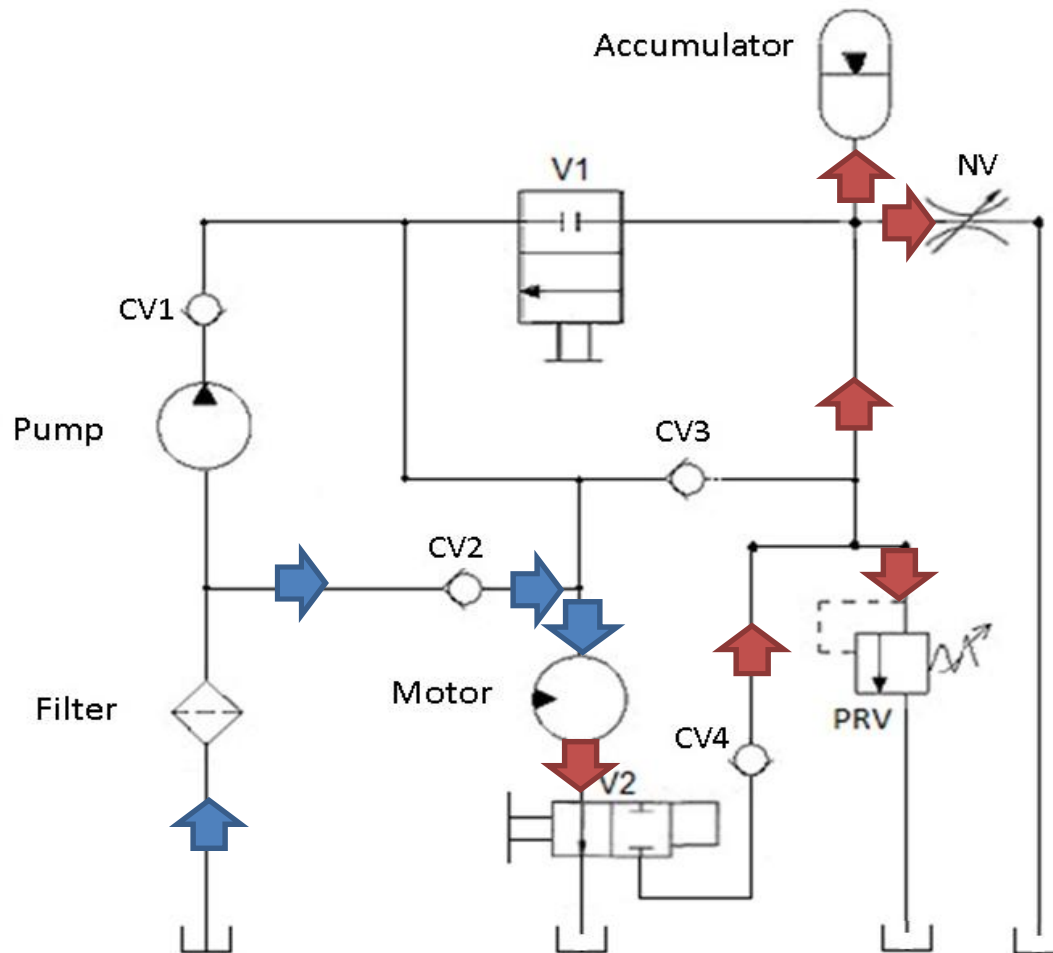 Accumulator
V1
NV
CV1
Pump
CV3
CV2
Filter
Motor
CV4
PRV
V2